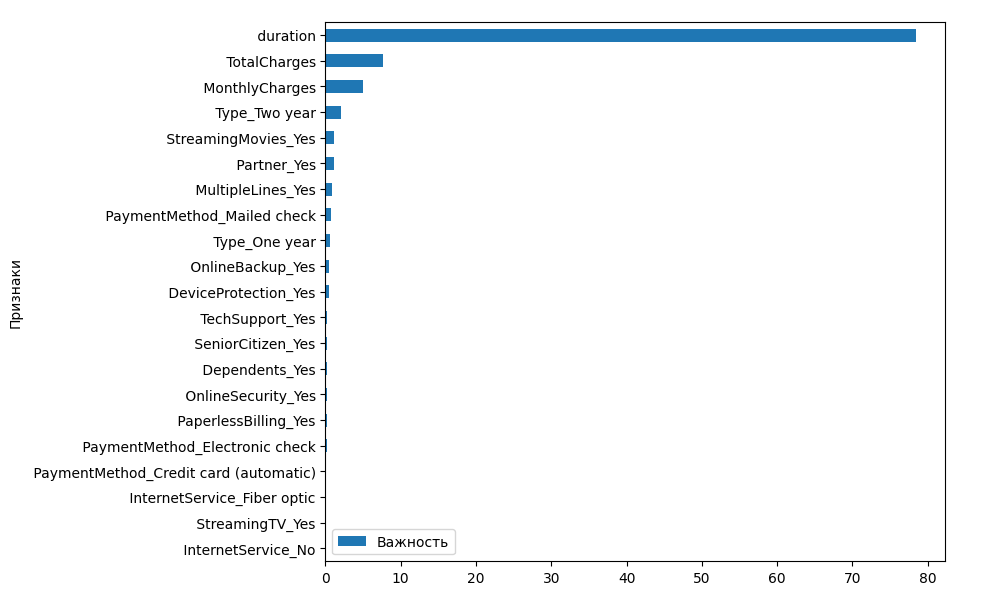 duration
TotalCharges
MonthlyCharges
Type_Two year
StreamingMovies_Yes
Partner_Yes
MultipleLines_Yes
PaymentMethod_Mailed check
Type_One year
OnlineBackup_Yes
DeviceProtection_Yes
TechSupport_Yes
SeniorCitizen_Yes
Dependents_Yes
OnlineSecurity_Yes
PaperlessBilling_Yes
PaymentMethod_Electronic check
PaymentMethod_Credit card (automatic)
InternetService_Fiber optic
StreamingTV_Yes
InternetService_No
Признаки
Важность
0 10 20 30 40 50 60 70 80